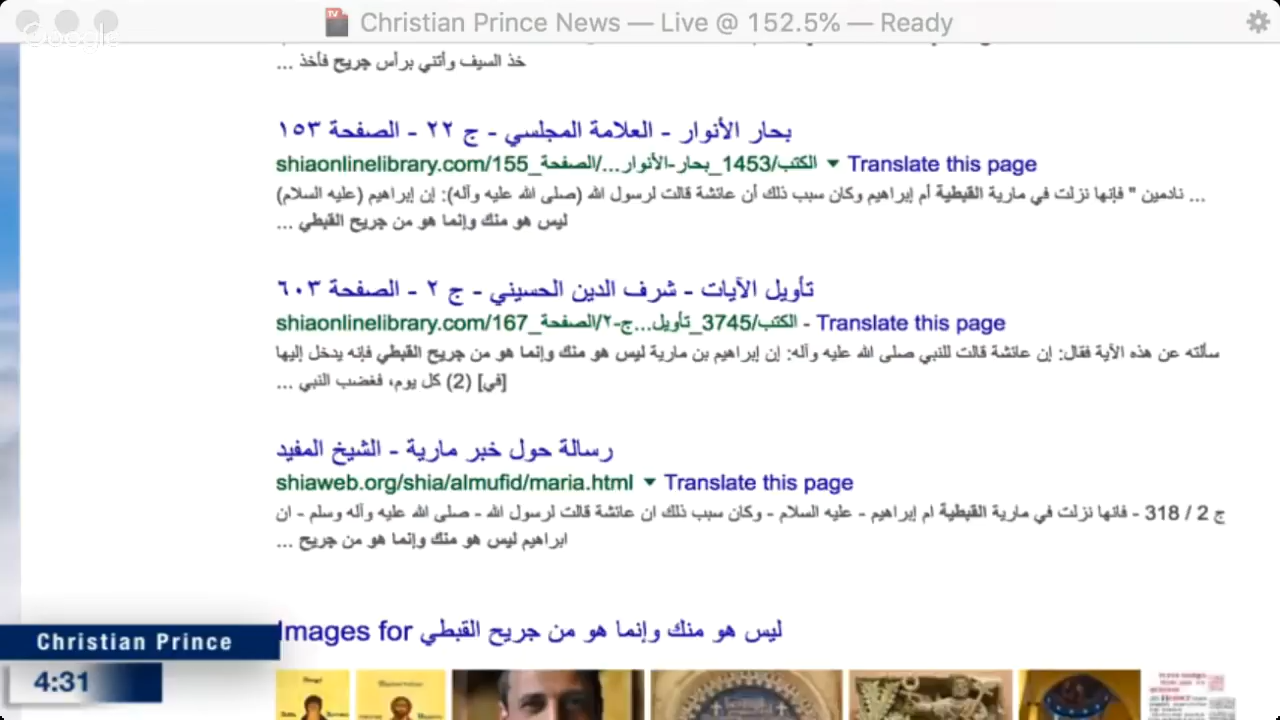 Christian Prince News — Live @ 152.5% — Ready
Google
خذ السيف وأتني برأس جريح فأخذ ...
بحار الأنوار - العلامة المجلسي - ج ٢٢ - الصفحة ١٥٣
shiaonlinelibrary.com/الكتب/1453_بحار-الأنوار.../الصفحة_155 Translate this page
... نادمين " فإنها نزلت في مارية القبطية أم إبراهيم وكان سبب ذلك أن عائشة قالت لرسول الله (صلى الله عليه وآله): إن إبراهيم (عليه السلام)
ليس هو منك وإنما هو من جريح القبطي ...
تأويل الآيات - شرف الدين الحسيني - ج ٢ - الصفحة ٦٠٣
shiaonlinelibrary.com/الكتب/3745_تأويل...ج-٢/الصفحة_167 - Translate this page
سألته عن هذه الآية فقال: إن عائشة قالت للنبي صلى الله عليه وآله: إن إبراهيم بن مارية ليس هو منك وإنما هو من جريح القبطي فإنه يدخل إليها
[في] (2) كل يوم، فغضب النبي ...
رسالة حول خبر مارية - الشيخ المفيد
shiaweb.org/shia/almufid/maria.html Translate this page
ج 2 / 318 - فانها نزلت في مارية القبطية ام إبراهيم - عليه السلام - وكان سبب ذلك ان عائشة قالت لرسول الله - صلى الله عليه وآله وسلم - ان
ابراهيم ليس هو منك وإنما هو من جريح ...
Images for ليس هو منك وإنما هو من جريح القبطي
Christian Prince
4:31